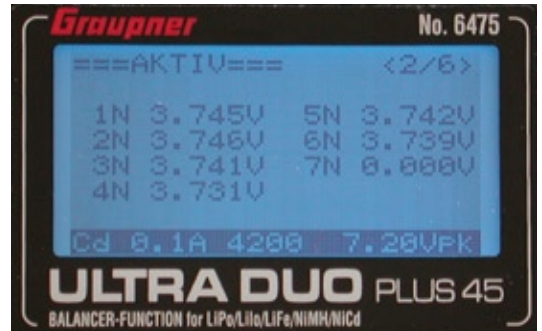 Graupner No. 6475
===AKTIV=== <2/6>
1N 3.745V 5N 3.742V
2N 3.746V 6N 3.739V
3N 3.741V 7N 0.000V
4N 3.731V
Cd 0.1A 4200 N 7.20Vpk
ULTRA DUO PLUS 45
BALANCER-FUNCTION for LiPo/LiIo/LiFe/NiMH/NiCd